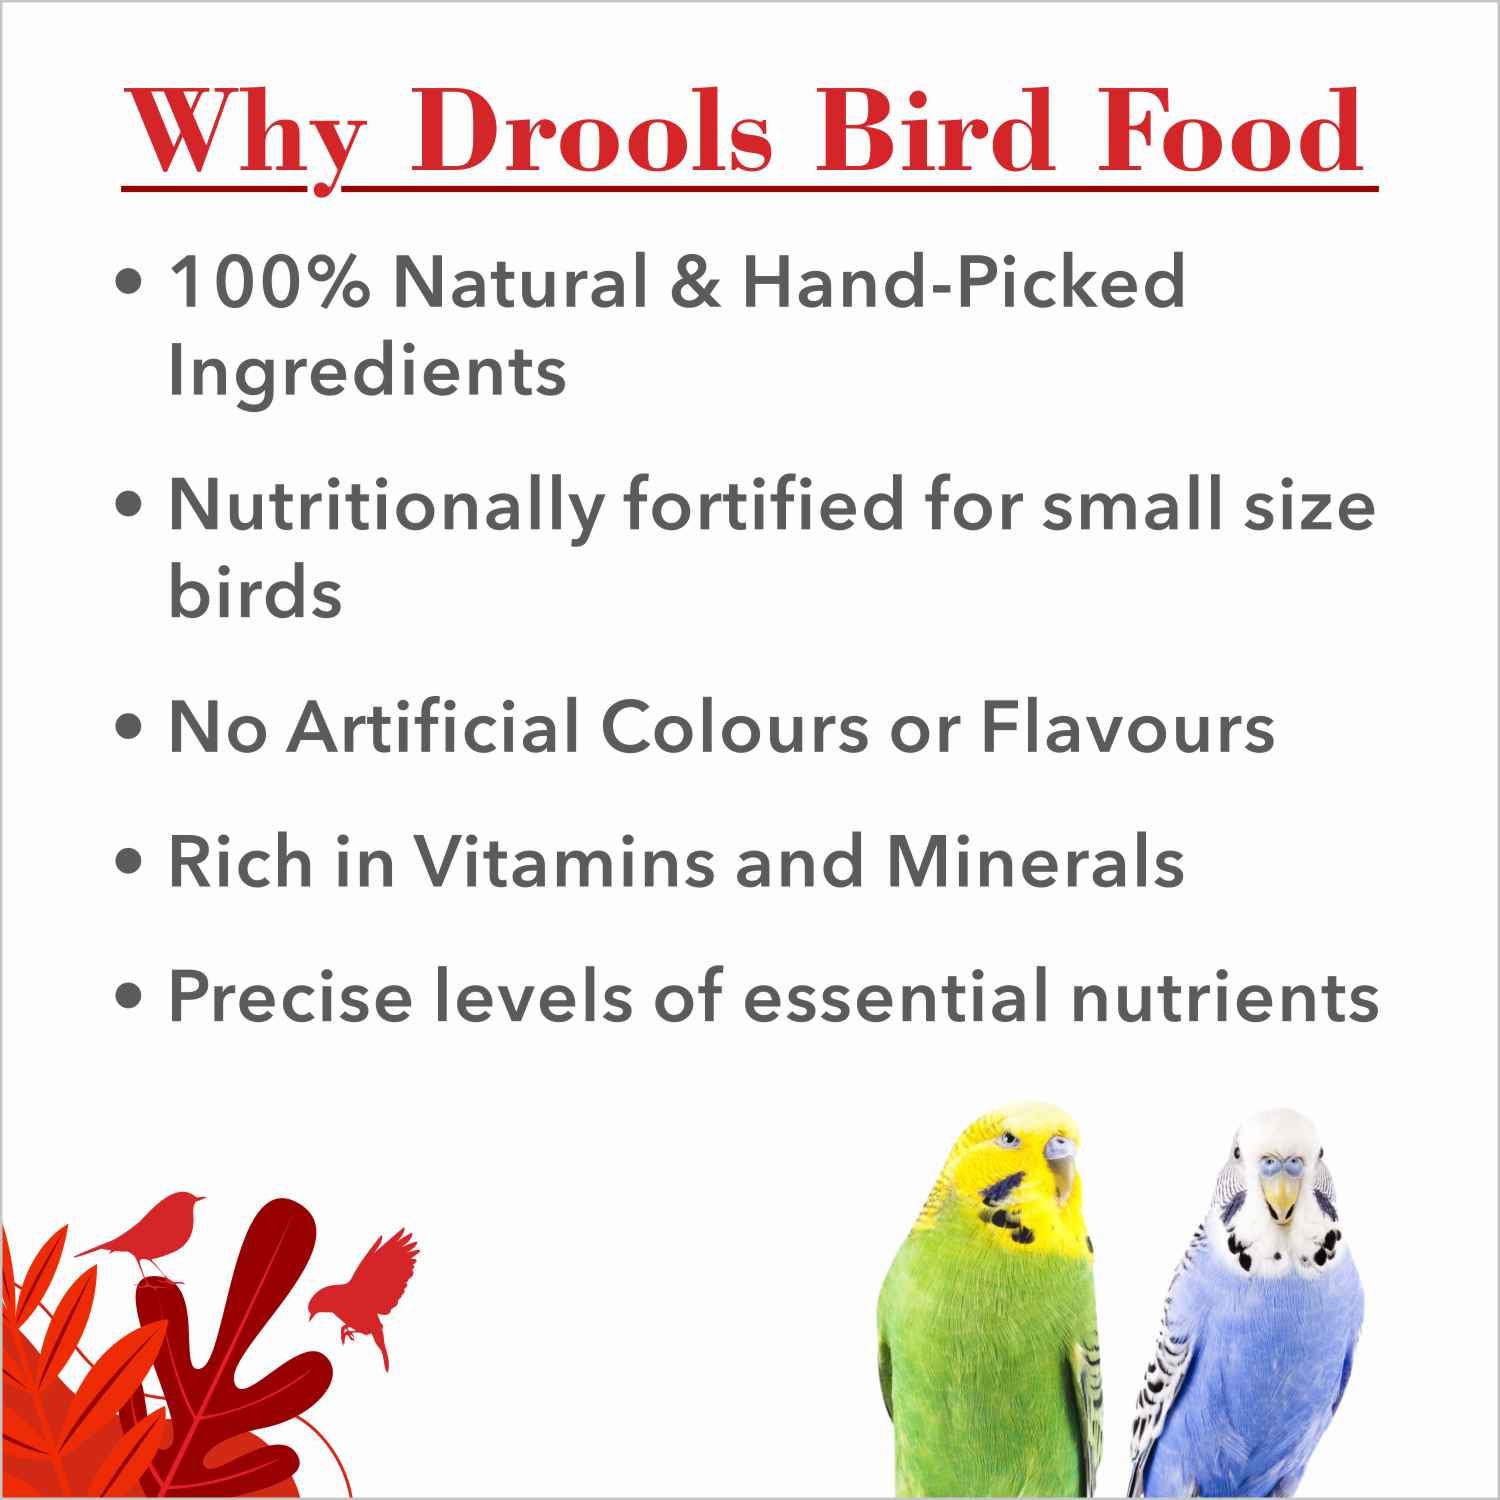 Why Drools Bird Food
• 100% Natural & Hand-Picked
Ingredients
• Nutritionally fortified for small size
birds
• No Artificial Colours or Flavours
• Rich in Vitamins and Minerals
• Precise levels of essential nutrients